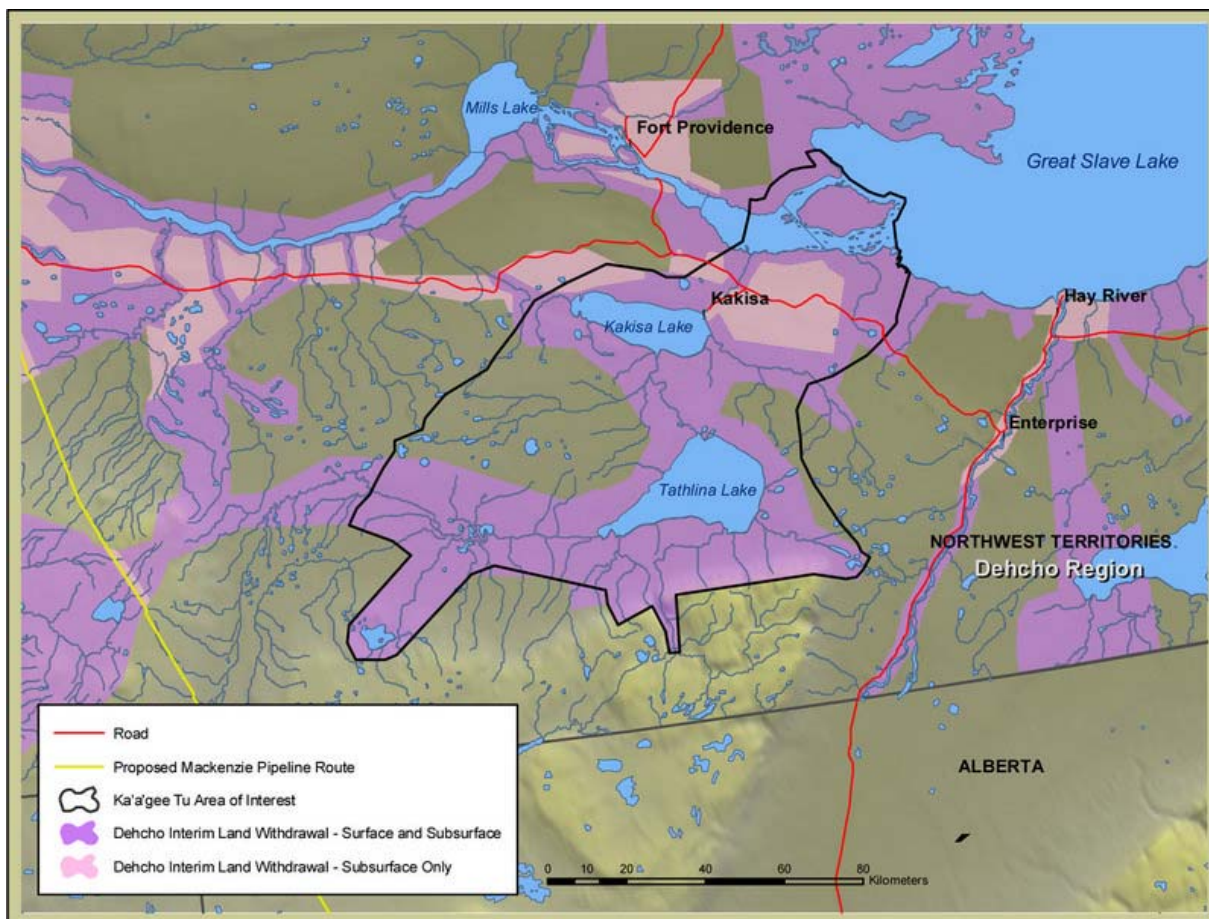 Mills Lake
Fort Providence
Great Slave Lake
Kakisa
Hay River
Kakisa Lake
Enterprise
Tathlina Lake
NORTHWEST TERRITORIES.
Dehcho Region
Road
Proposed Mackenzie Pipeline Route
ALBERTA
Ka'a'gee Tu Area of Interest
Dehcho Interim Land Withdrawal - Surface and Subsurface
Dehcho Interim Land Withdrawal - Subsurface Only
0 10 20 40 60 80
Kilometers